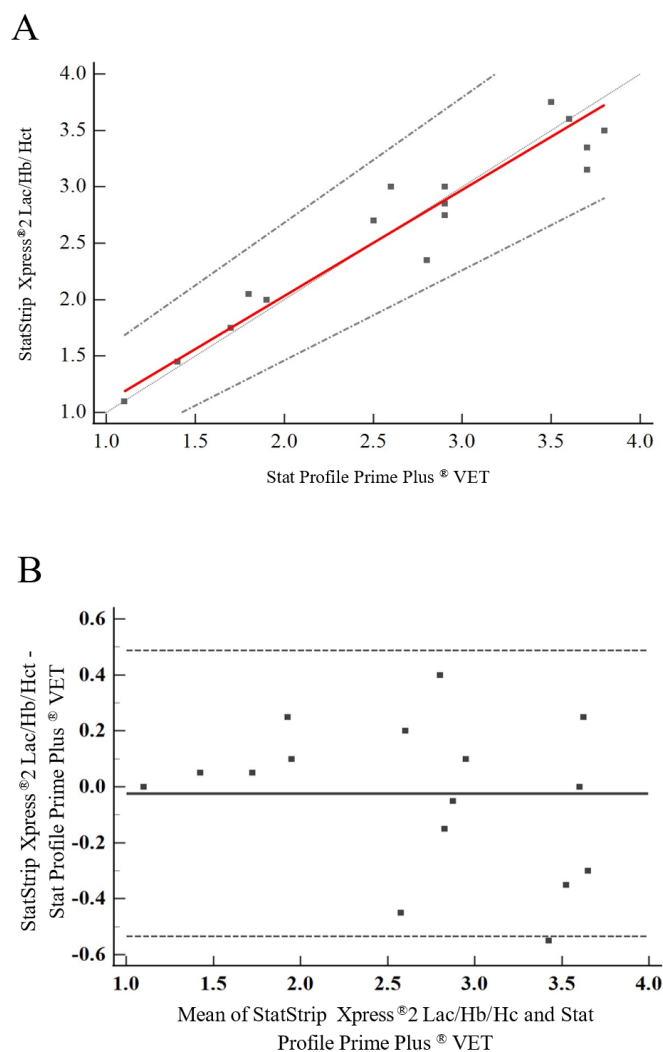 A
4.0
3.5
3.0
2.5
2.0
1.5
1.0
StatStrip Xpress®2 Lac/Hb/ Hct
1.0 1.5 2.0 2.5 3.0 3.5 4.0
Stat Profile Prime Plus ® VET
B
0.6
0.4
0.2
0.0
-0.2
-0.4
-0.6
StatStrip Xpress®2 Lac/Hb/Hct -
Stat Profile Prime Plus ® VET
1.0 1.5 2.0 2.5 3.0 3.5 4.0
Mean of StatStrip Xpress®2 Lac/Hb/Hc and Stat
Profile Prime Plus ® VET